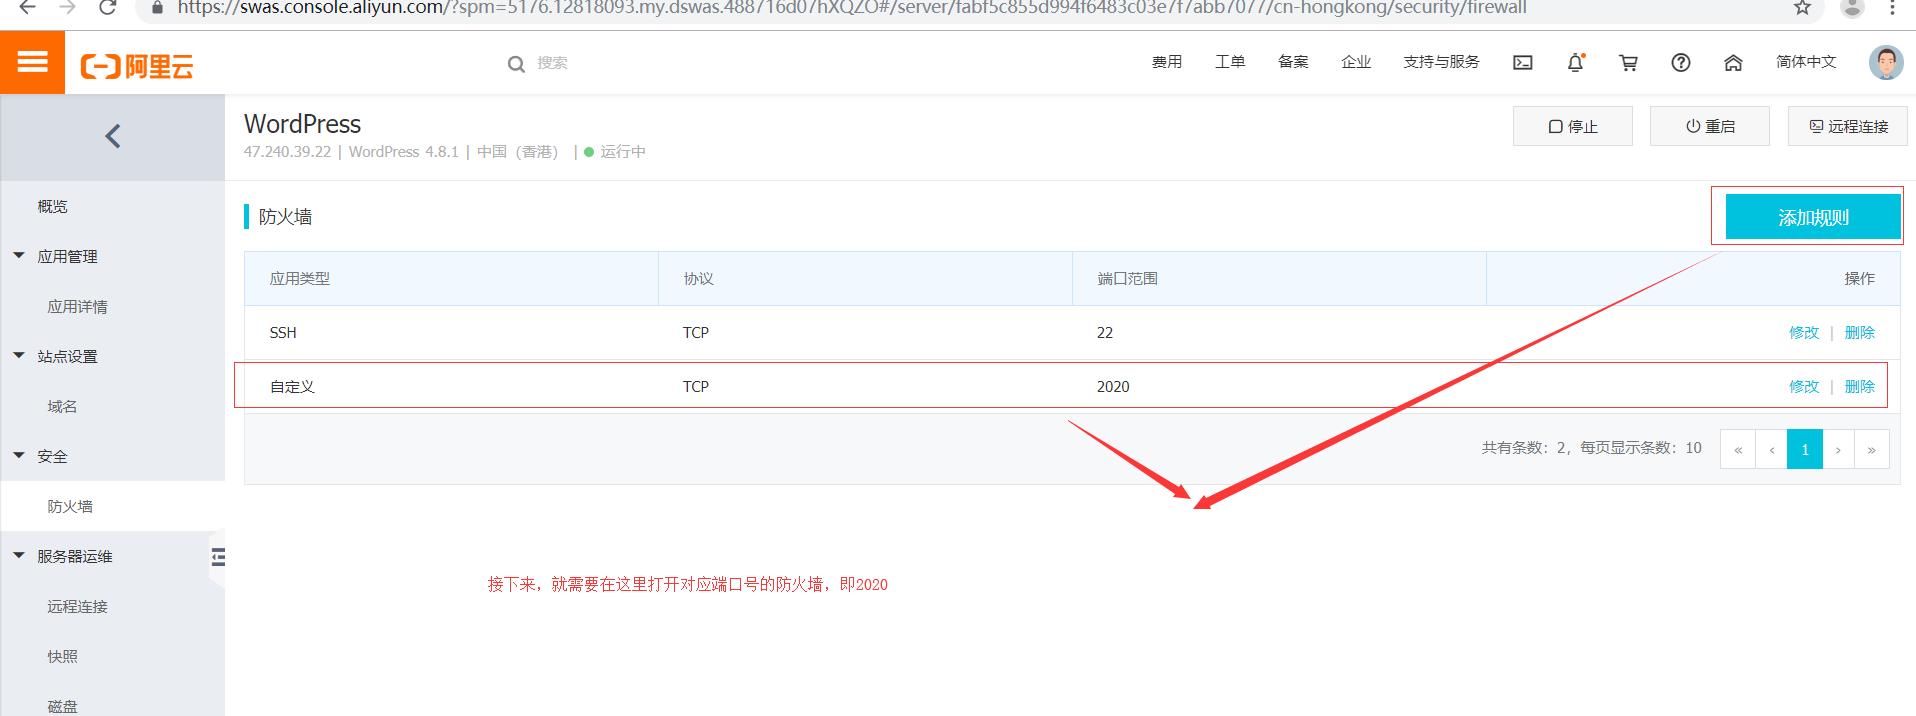 https://swas.console.aliyun.com/?spm=5176.12818093.my.dswas.488716d07hXQZO#/server/fabf5c855d994f6483c03e7f7abb7077/cn-hongkong/security/firewall
阿里云
搜索
费用
工单
备案
企业
支持与服务
简体中文
WordPress
47.240.39.22 | WordPress 4.8.1 | 中国（香港） | 运行中
停止
重启
远程连接
概览
应用管理
应用详情
站点设置
域名
安全
防火墙
服务器运维
远程连接
快照
磁盘
防火墙
添加规则
应用类型 协议 端口范围 操作
SSH TCP 22 修改 | 删除
自定义 TCP 2020 修改 | 删除
共有条数：2，每页显示条数：10 « ‹ 1 › »
接下来，就需要在这里打开对应端口号的防火墙，即2020